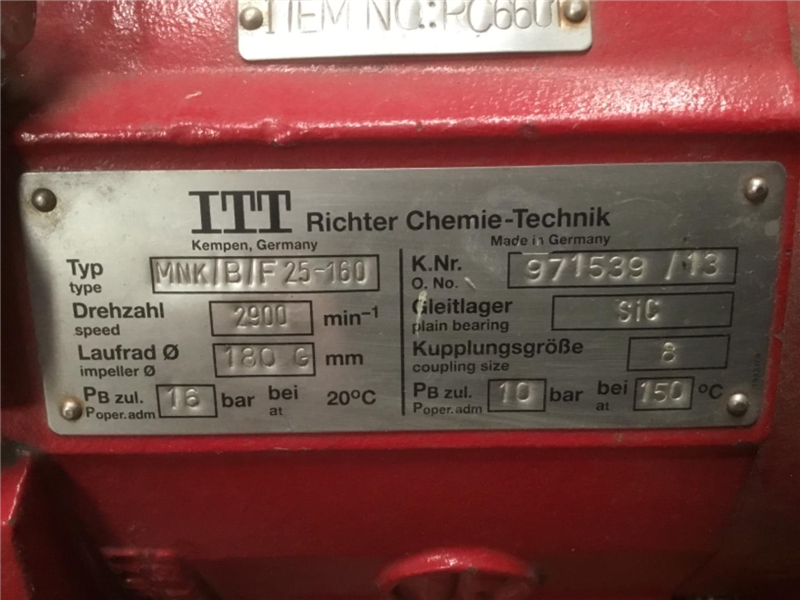 ITEM NO.: PC6601
ITT Richter Chemie-Technik
Kempen, Germany
Made in Germany
Typ MNK/B/F 25-160
type
Drehzahl 2900 min-1
speed
Laufrad Ø 180 G mm
impeller Ø
PB zul. 16 bar bei 20°C
Poper.adm at
K.Nr. 971539 /13
O. No.
Gleitlager SiC
plain bearing
Kupplungsgröße 8
coupling size
PB zul. 10 bar bei 150 °C
Poper.adm at